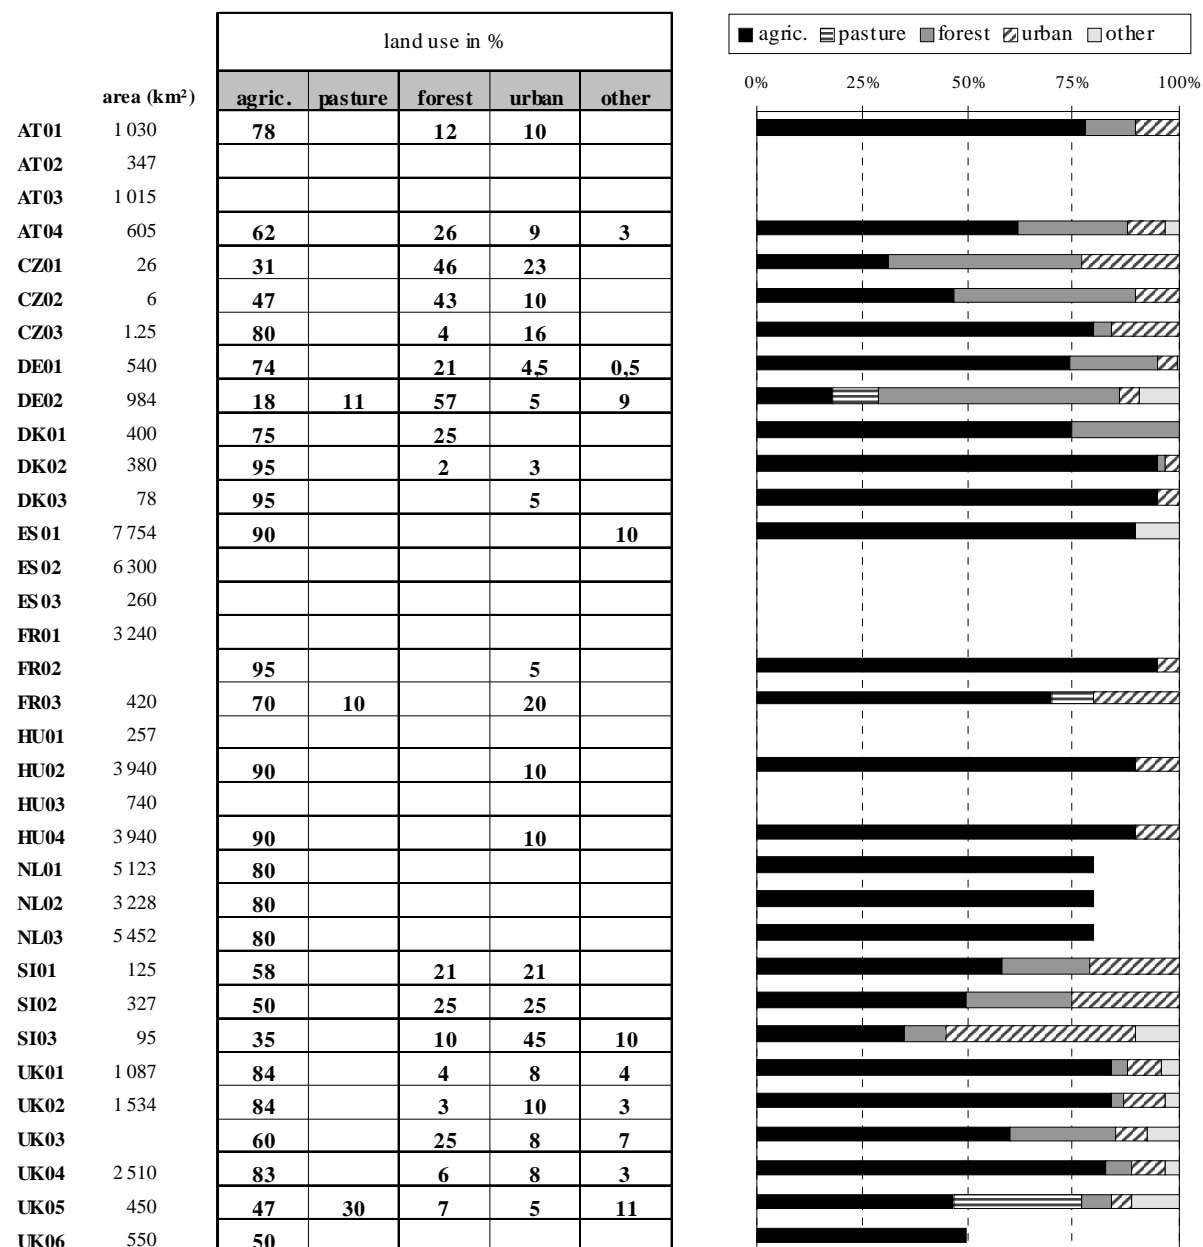 land use in %
agric. pasture forest urban other
0% 25% 50% 75% 100%
area (km²) agric. pasture forest urban other
AT01 1 030 78 12 10
AT02 347
AT03 1 015
AT04 605 62 26 9 3
CZ01 26 31 46 23
CZ02 6 47 43 10
CZ03 1.25 80 4 16
DE01 540 74 21 4,5 0,5
DE02 984 18 11 57 5 9
DK01 400 75 25
DK02 380 95 2 3
DK03 78 95 5
ES01 7 754 90 10
ES02 6 300
ES03 260
FR01 3 240
FR02 95 5
FR03 420 70 10 20
HU01 257
HU02 3 940 90 10
HU03 740
HU04 3 940 90 10
NL01 5 123 80
NL02 3 228 80
NL03 5 452 80
SI01 125 58 21 21
SI02 327 50 25 25
SI03 95 35 10 45 10
UK01 1 087 84 4 8 4
UK02 1 534 84 3 10 3
UK03 60 25 8 7
UK04 2 510 83 6 8 3
UK05 450 47 30 7 5 11
UK06 550 50